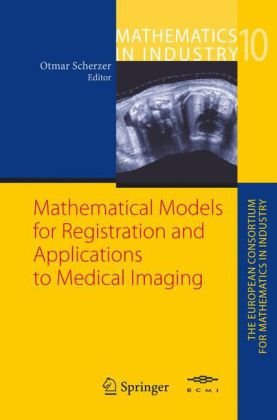 MATHEMATICS
IN INDUSTRY 10
Otmar Scherzer
Editor
Mathematical Models
for Registration and
Applications
to Medical Imaging
THE EUROPEAN CONSORTIUM
FOR MATHEMATICS IN INDUSTRY
Springer
ECMI